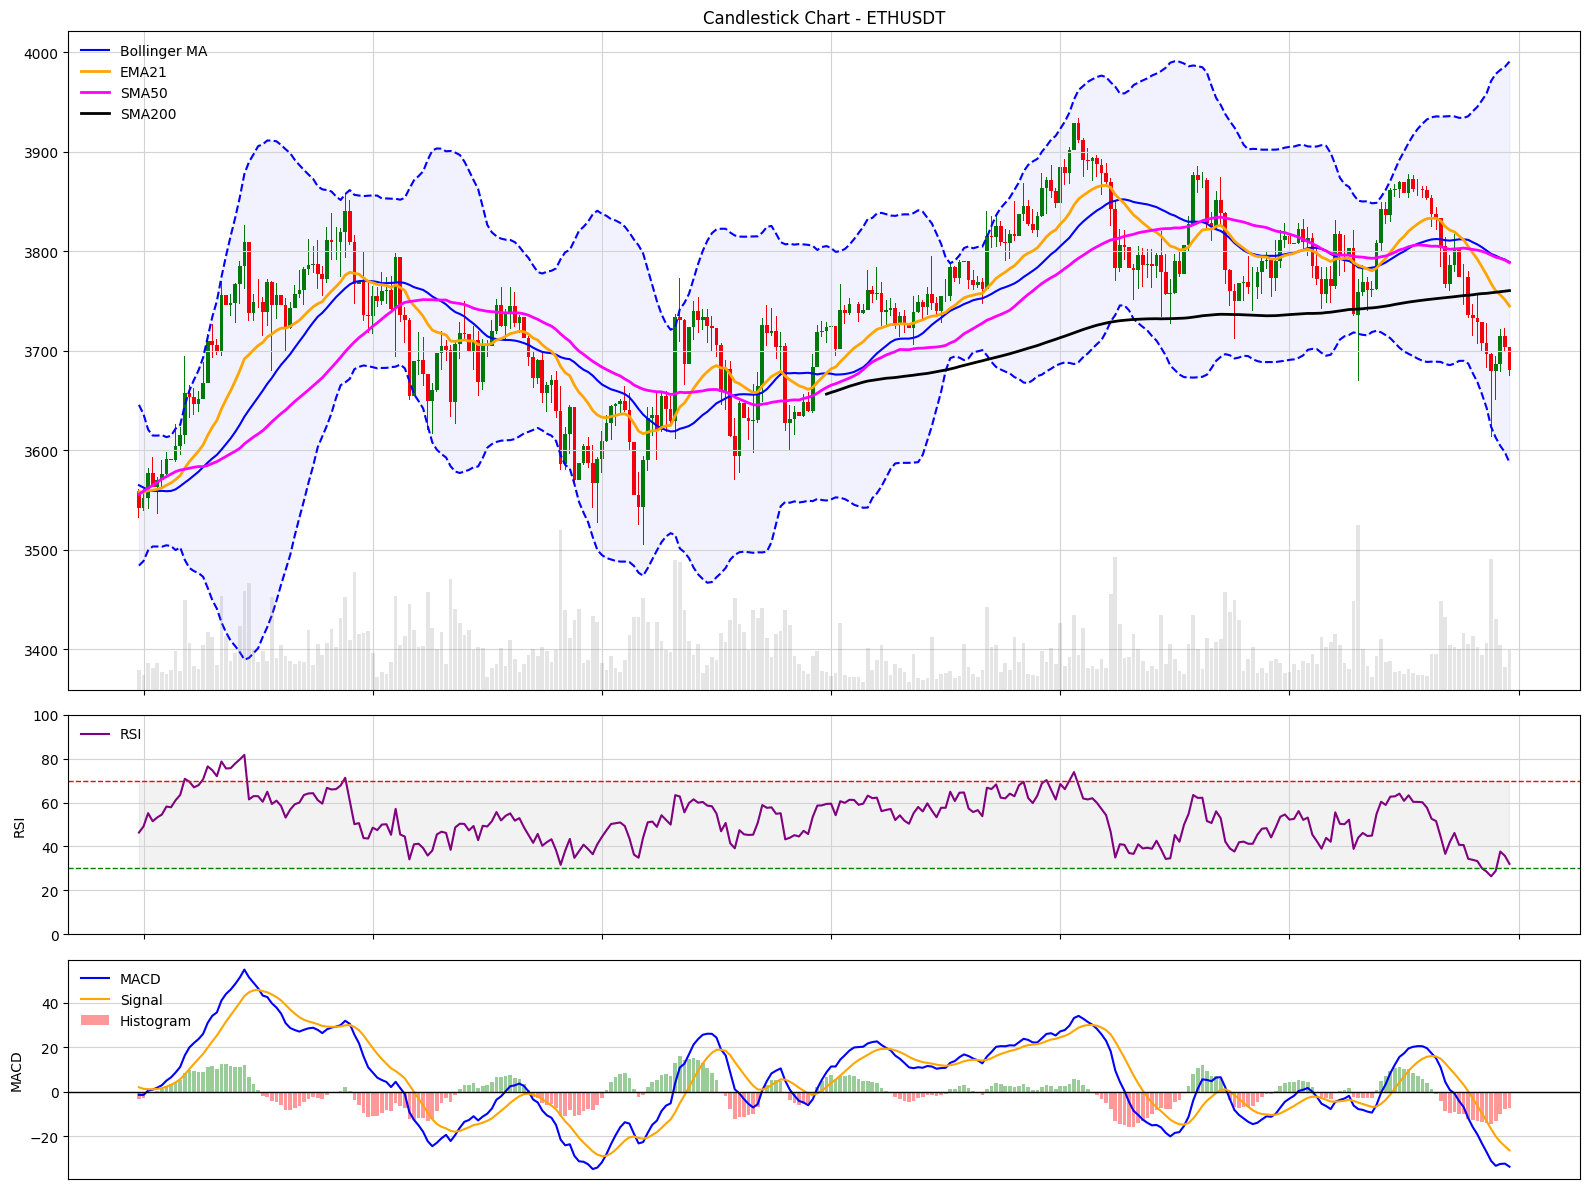 Candlestick Chart - ETHUSDT
4000
3900
3800
3700
3600
3500
3400
Bollinger MA
EMA21
SMA50
SMA200
RSI
100
80
60
40
20
0
RSI
MACD
40
20
0
−20
MACD
Signal
Histogram